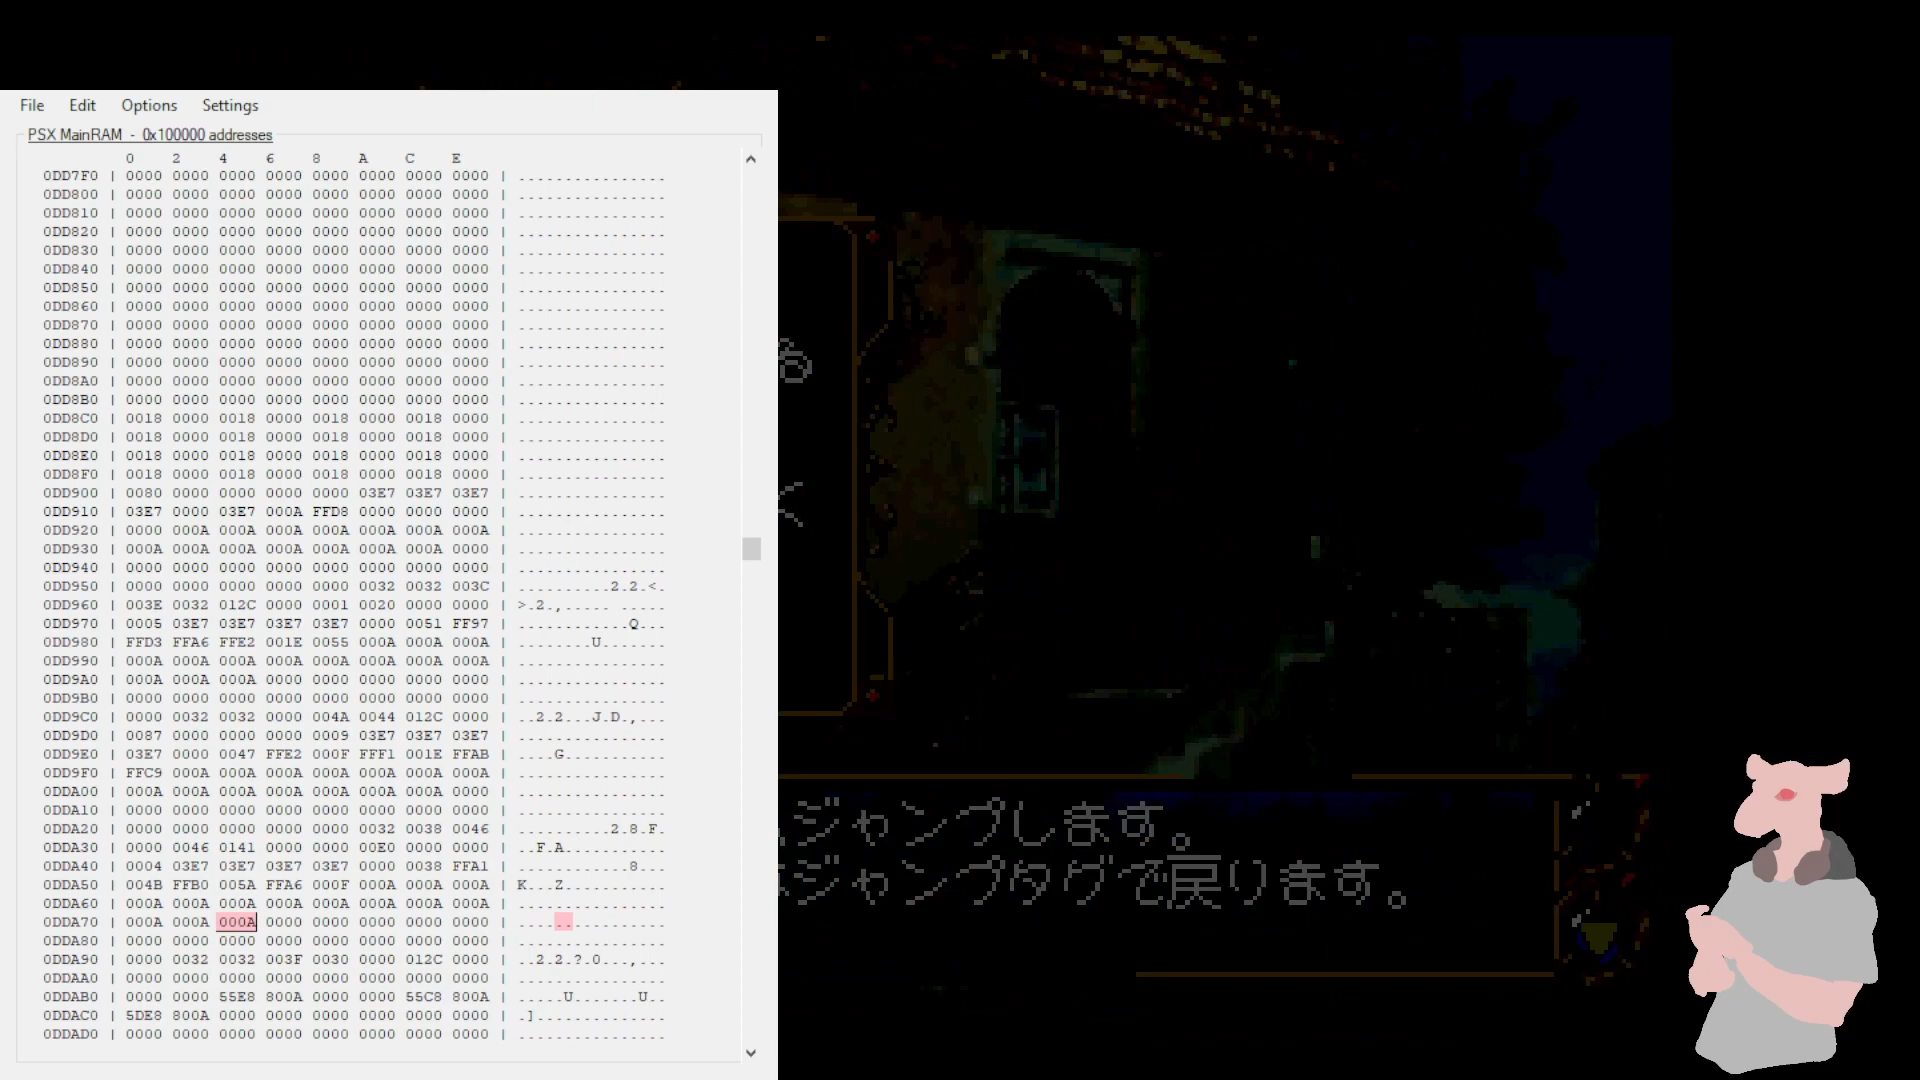 File Edit Options Settings
PSX MainRAM - 0x100000 addresses
0 2 4 6 8 A C E
0DD7F0 | 0000 0000 0000 0000 0000 0000 0000 0000 | ................
0DD800 | 0000 0000 0000 0000 0000 0000 0000 0000 | ................
0DD810 | 0000 0000 0000 0000 0000 0000 0000 0000 | ................
0DD820 | 0000 0000 0000 0000 0000 0000 0000 0000 | ................
0DD830 | 0000 0000 0000 0000 0000 0000 0000 0000 | ................
0DD840 | 0000 0000 0000 0000 0000 0000 0000 0000 | ................
0DD850 | 0000 0000 0000 0000 0000 0000 0000 0000 | ................
0DD860 | 0000 0000 0000 0000 0000 0000 0000 0000 | ................
0DD870 | 0000 0000 0000 0000 0000 0000 0000 0000 | ................
0DD880 | 0000 0000 0000 0000 0000 0000 0000 0000 | ................
0DD890 | 0000 0000 0000 0000 0000 0000 0000 0000 | ................
0DD8A0 | 0000 0000 0000 0000 0000 0000 0000 0000 | ................
0DD8B0 | 0000 0000 0000 0000 0000 0000 0000 0000 | ................
0DD8C0 | 0018 0000 0018 0000 0018 0000 0018 0000 | ................
0DD8D0 | 0018 0000 0018 0000 0018 0000 0018 0000 | ................
0DD8E0 | 0018 0000 0018 0000 0018 0000 0018 0000 | ................
0DD8F0 | 0018 0000 0018 0000 0018 0000 0018 0000 | ................
0DD900 | 0080 0000 0000 0000 0000 03E7 03E7 03E7 | ................
0DD910 | 03E7 0000 03E7 000A FFD8 0000 0000 0000 | ................
0DD920 | 0000 000A 000A 000A 000A 000A 000A 000A | ................
0DD930 | 000A 000A 000A 000A 000A 000A 000A 0000 | ................
0DD940 | 0000 0000 0000 0000 0000 0000 0000 0000 | ................
0DD950 | 0000 0000 0000 0000 0000 0032 0032 003C | ..........2.2.<.
0DD960 | 003E 0032 012C 0000 0001 0020 0000 0000 | >.2.,..... .....
0DD970 | 0005 03E7 03E7 03E7 03E7 0000 0051 FF97 | ............Q...
0DD980 | FFD3 FFA6 FFE2 001E 0055 000A 000A 000A | ........U.......
0DD990 | 000A 000A 000A 000A 000A 000A 000A 000A | ................
0DD9A0 | 000A 000A 000A 0000 0000 0000 0000 0000 | ................
0DD9B0 | 0000 0000 0000 0000 0000 0000 0000 0000 | ................
0DD9C0 | 0000 0032 0032 0000 004A 0044 012C 0000 | ..2.2...J.D.,...
0DD9D0 | 0087 0000 0000 0000 0009 03E7 03E7 03E7 | ................
0DD9E0 | 03E7 0000 0047 FFE2 000F FFF1 001E FFAB | ....G...........
0DD9F0 | FFC9 000A 000A 000A 000A 000A 000A 000A | ................
0DDA00 | 000A 000A 000A 000A 000A 000A 000A 0000 | ................
0DDA10 | 0000 0000 0000 0000 0000 0000 0000 0000 | ................
0DDA20 | 0000 0000 0000 0000 0000 0032 0038 0046 | ..........2.8.F.
0DDA30 | 0000 0046 0141 0000 0000 00E0 0000 0000 | ..F.A...........
0DDA40 | 0004 03E7 03E7 03E7 03E7 0000 0038 FFA1 | ............8...
0DDA50 | 004B FFB0 005A FFA6 000F 000A 000A 000A | K...Z...........
0DDA60 | 000A 000A 000A 000A 000A 000A 000A 000A | ................
0DDA70 | 000A 000A 000A 0000 0000 0000 0000 0000 | ................
0DDA80 | 0000 0000 0000 0000 0000 0000 0000 0000 | ................
0DDA90 | 0000 0032 0032 003F 0030 0000 012C 0000 | ..2.2.?.0...,...
0DDAA0 | 0000 0000 0000 0000 0000 0000 0000 0000 | ................
0DDAB0 | 0000 0000 55E8 800A 0000 0000 55C8 800A | .....U.......U..
0DDAC0 | 5DE8 800A 0000 0000 0000 0000 0000 0000 | .]..............
0DDAD0 | 0000 0000 0000 0000 0000 0000 0000 0000 | ................
ジャンプします。
ジャンプタグで戻ります。